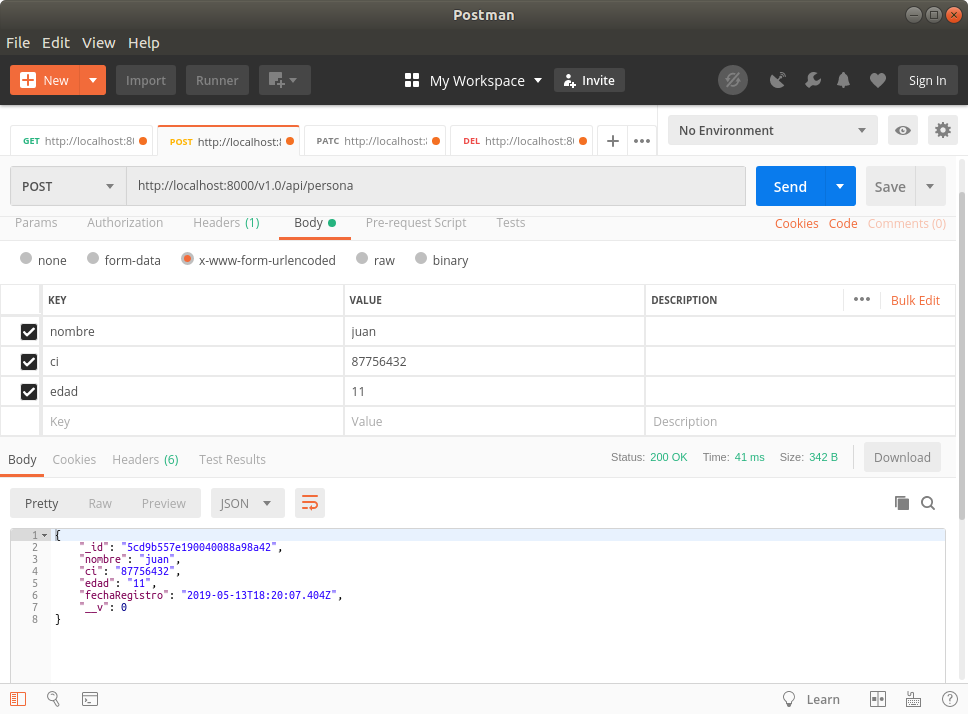 Postman
File Edit View Help
New Import Runner My Workspace Invite Sign In
GET http://localhost:8 POST http://localhost: PATC http://localhost: DEL http://localhost:8 No Environment
POST http://localhost:8000/v1.0/api/persona Send Save
Params Authorization Headers (1) Body Pre-request Script Tests Cookies Code Comments (0)
none form-data x-www-form-urlencoded raw binary
KEY VALUE DESCRIPTION Bulk Edit
nombre juan
ci 87756432
edad 11
Key Value Description
Body Cookies Headers (6) Test Results Status: 200 OK Time: 41 ms Size: 342 B Download
Pretty Raw Preview JSON
1 {
2 "_id": "5cd9b557e190040088a98a42",
3 "nombre": "juan",
4 "ci": "87756432",
5 "edad": "11",
6 "fechaRegistro": "2019-05-13T18:20:07.404Z",
7 "__v": 0
8 }
Learn